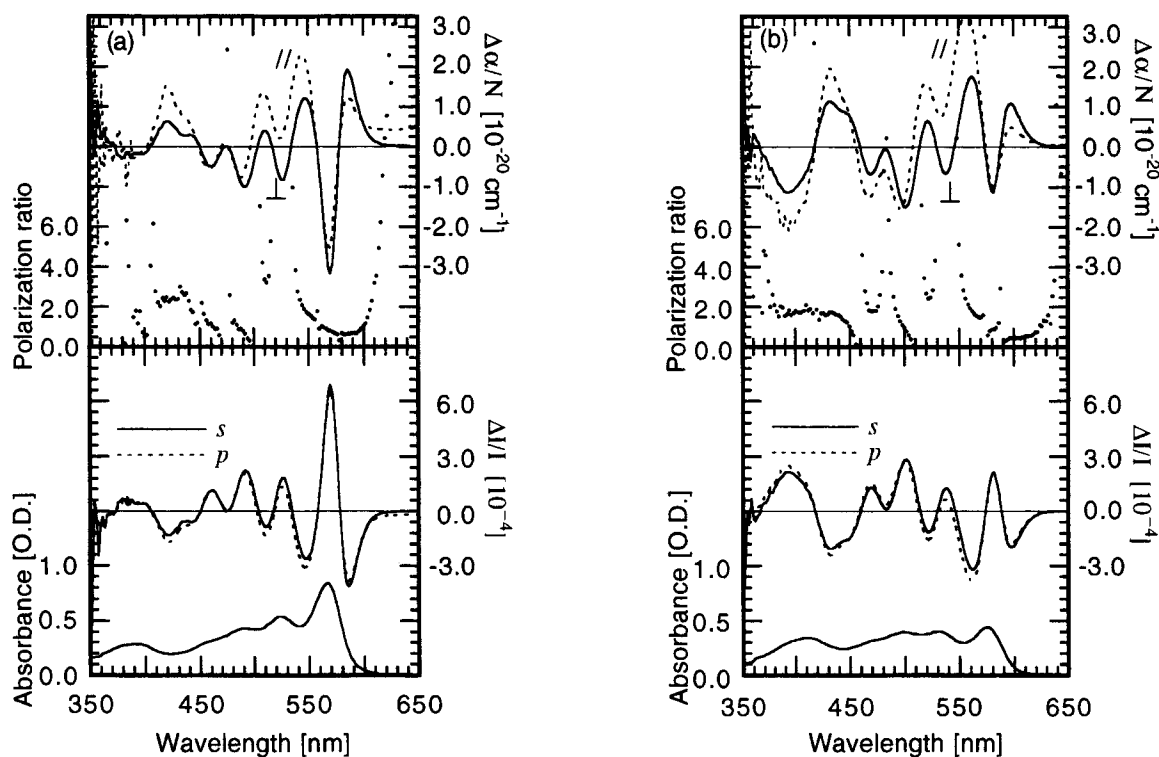 (a)
//
⊥
3.0
2.0
1.0
0.0
-1.0
-2.0
-3.0
Δα/N [10⁻²⁰ cm⁻¹]
Polarization ratio
6.0
4.0
2.0
0.0
s
p
6.0
3.0
0.0
-3.0
ΔI/I [10⁻⁴]
Absorbance [O.D.]
1.0
0.5
0.0
350 450 550 650
Wavelength [nm]
(b)
//
⊥
3.0
2.0
1.0
0.0
-1.0
-2.0
-3.0
Δα/N [10⁻²⁰ cm⁻¹]
Polarization ratio
6.0
4.0
2.0
0.0
s
p
6.0
3.0
0.0
-3.0
ΔI/I [10⁻⁴]
Absorbance [O.D.]
1.0
0.5
0.0
350 450 550 650
Wavelength [nm]